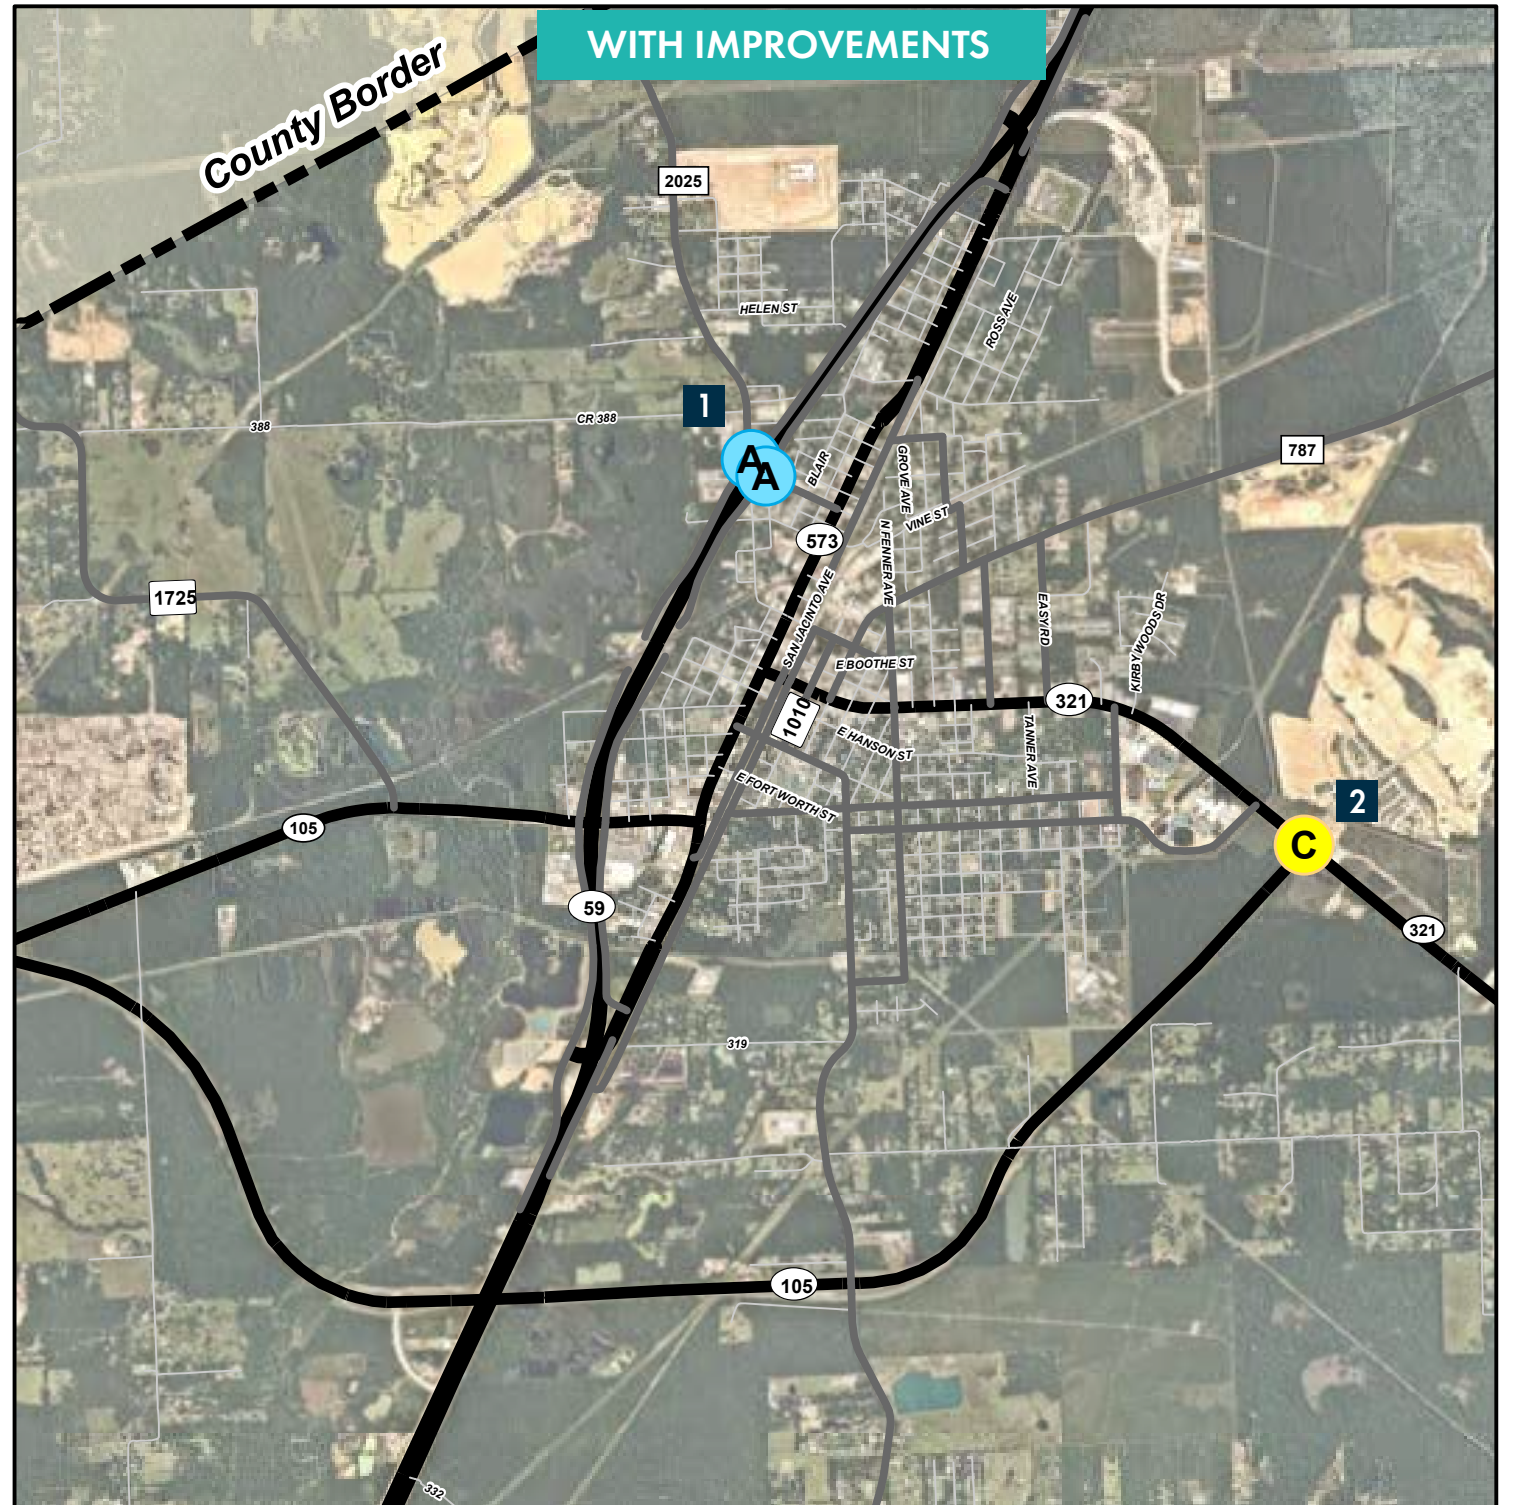 WITH IMPROVEMENTS
County Border
2025
HELEN ST
ROSS AVE
1
CR 388
388
A
A
BLAIR
GROVE AVE
787
VINE ST
573
N FENNER AVE
1725
SAN JACINTO AVE
EASY RD
KIRBY WOODS DR
E BOOTHE ST
321
1010
E HANSON ST
TANNER AVE
E FORT WORTH ST
2
105
C
59
321
319
105
332